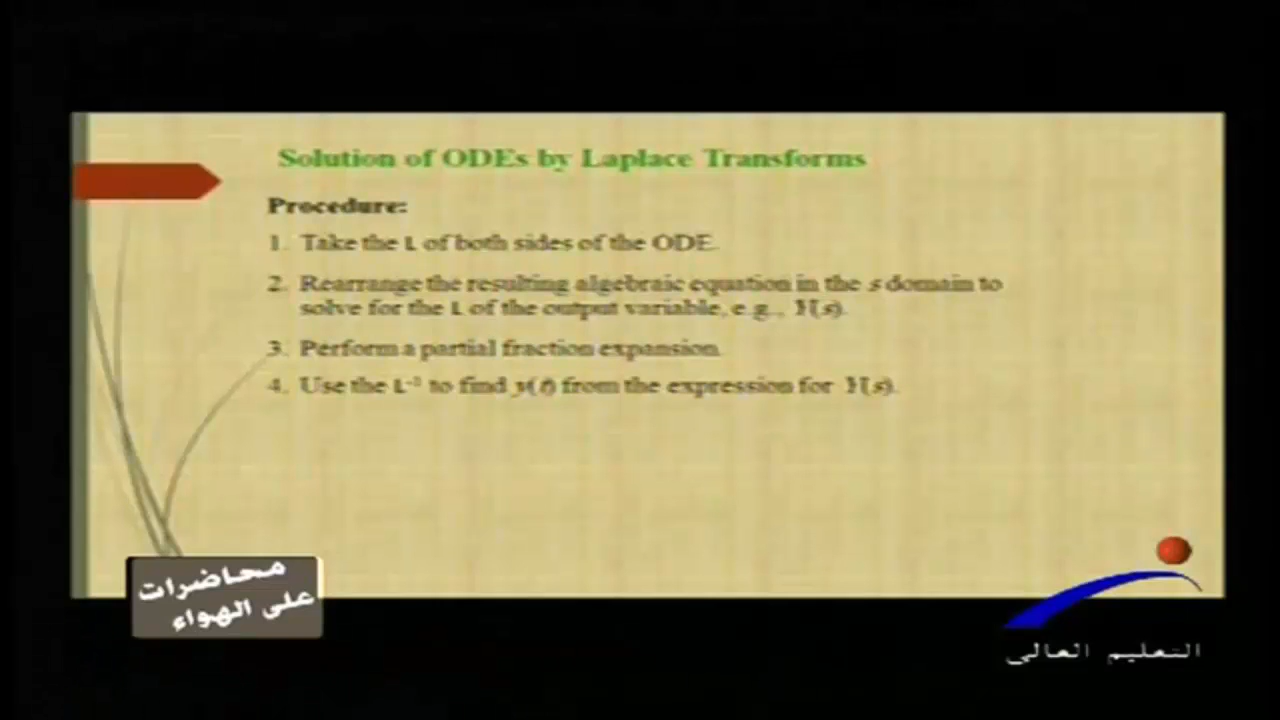 Solution of ODEs by Laplace Transforms
Procedure:
1. Take the L of both sides of the ODE.
2. Rearrange the resulting algebraic equation in the s domain to
solve for the L of the output variable, e.g., Y(s).
3. Perform a partial fraction expansion.
4. Use the L⁻¹ to find y(t) from the expression for Y(s).
محاضرات
على الهواء
التعليم العالى